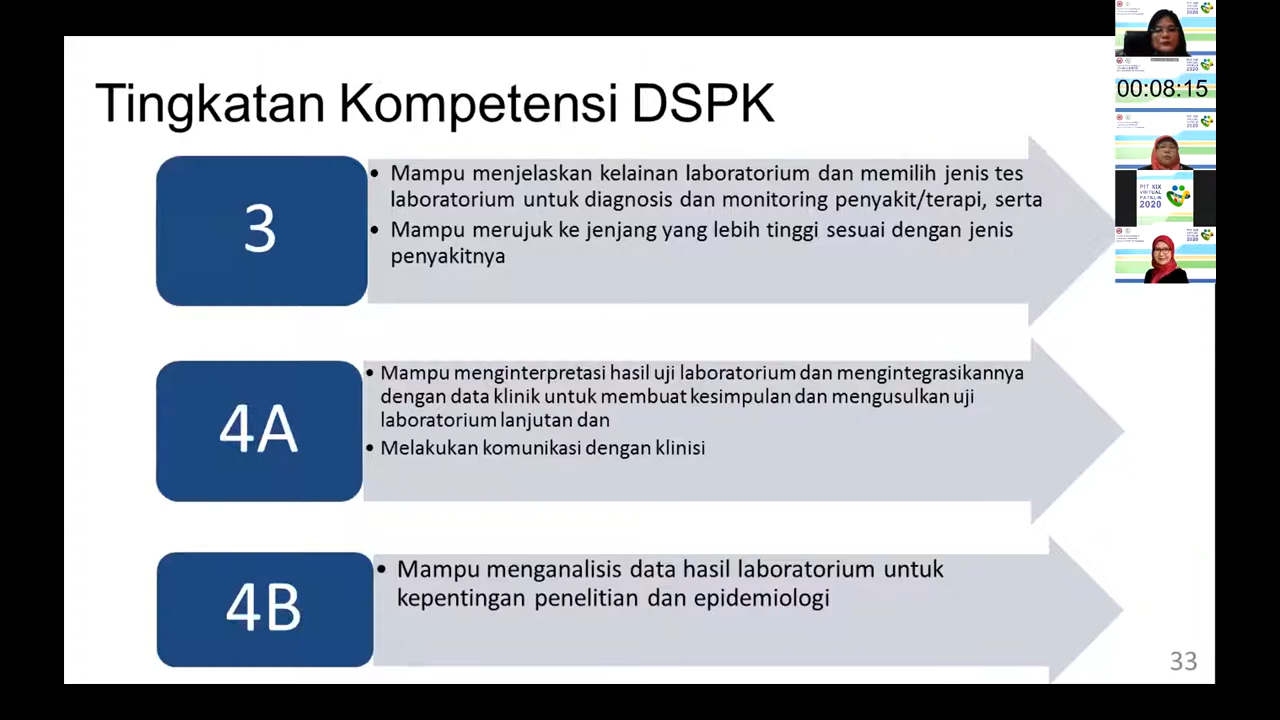 Tingkatan Kompetensi DSPK
3
• Mampu menjelaskan kelainan laboratorium dan memilih jenis tes
laboratorium untuk diagnosis dan monitoring penyakit/terapi, serta
• Mampu merujuk ke jenjang yang lebih tinggi sesuai dengan jenis
penyakitnya
4A
• Mampu menginterpretasi hasil uji laboratorium dan mengintegrasikannya
dengan data klinik untuk membuat kesimpulan dan mengusulkan uji
laboratorium lanjutan dan
• Melakukan komunikasi dengan klinisi
4B
• Mampu menganalisis data hasil laboratorium untuk
kepentingan penelitian dan epidemiologi
33
00:08:15
PIT XIX
VIRTUAL
PATKLIN
2020